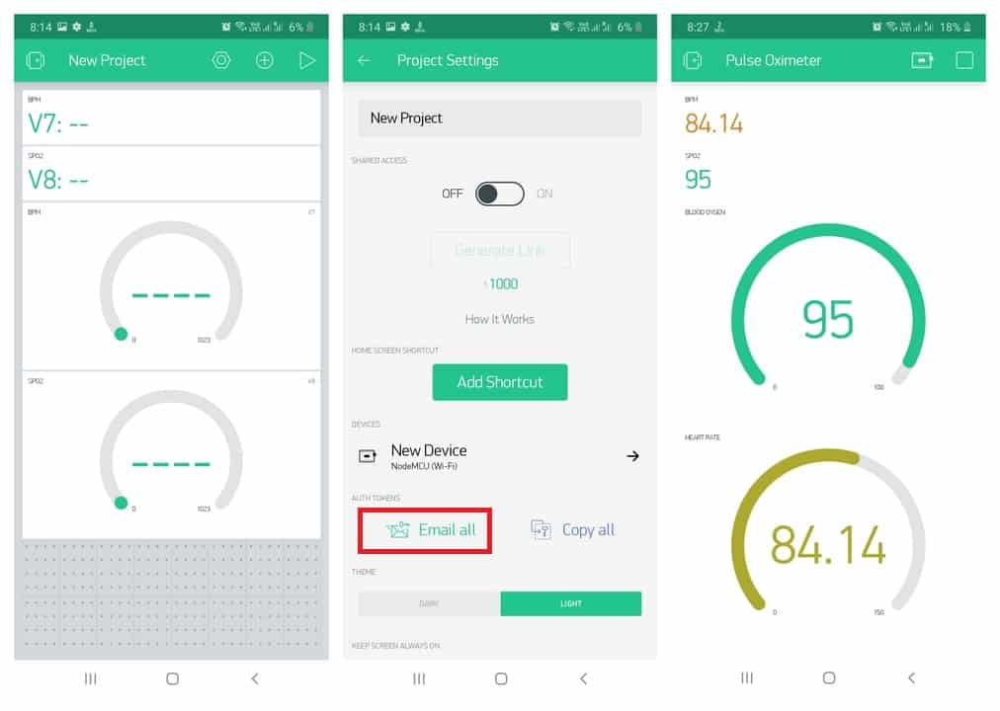 8:14
6%
New Project
BPM
V7: --
SPO2
V8: --
BPM
V7
0
1023
SPO2
V8
0
1023
8:14
6%
Project Settings
New Project
SHARED ACCESS
OFF
ON
Generate Link
1000
How It Works
HOME SCREEN SHORTCUT
Add Shortcut
DEVICES
New Device
NodeMCU (Wi-Fi)
AUTH TOKENS
Email all
Copy all
THEME
DARK
LIGHT
KEEP SCREEN ALWAYS ON
8:27
18%
Pulse Oximeter
BPM
84.14
SPO2
95
BLOOD OYGEN
95
0
100
HEART RATE
84.14
0
150